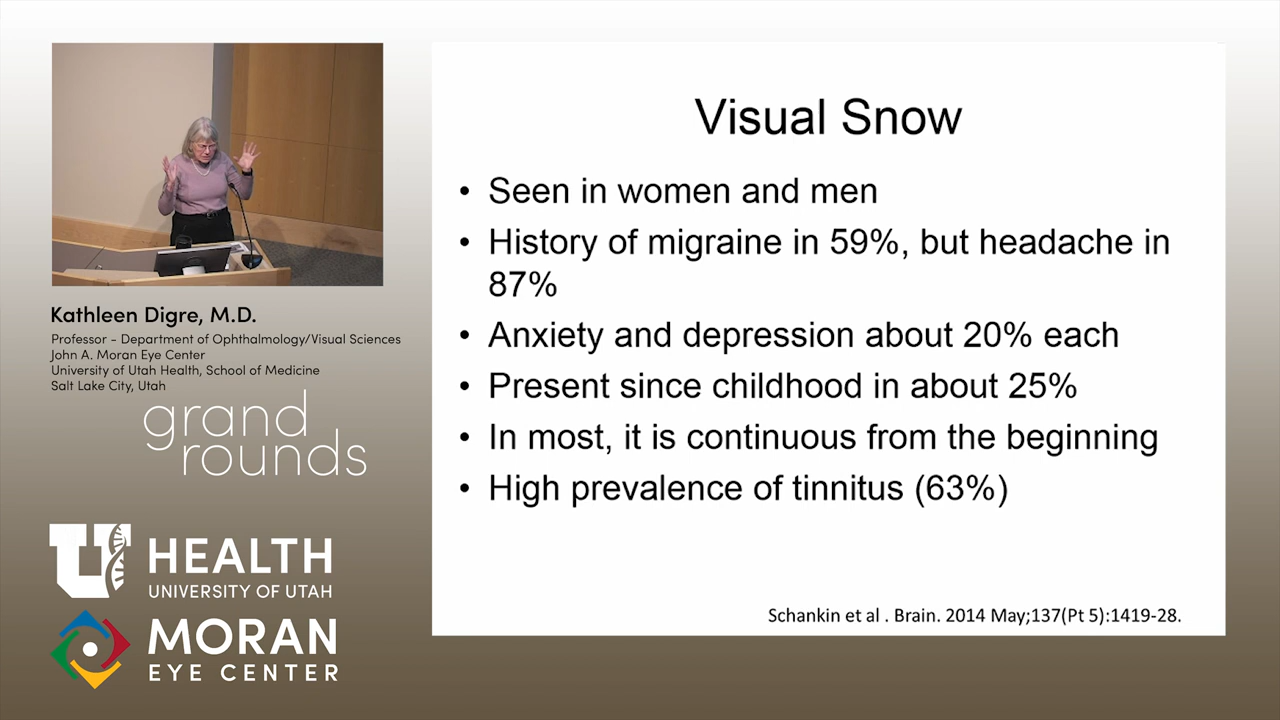 Visual Snow
• Seen in women and men
• History of migraine in 59%, but headache in
87%
• Anxiety and depression about 20% each
• Present since childhood in about 25%
• In most, it is continuous from the beginning
• High prevalence of tinnitus (63%)
Schankin et al . Brain. 2014 May;137(Pt 5):1419-28.
Kathleen Digre, M.D.
Professor - Department of Ophthalmology/Visual Sciences
John A. Moran Eye Center
University of Utah Health, School of Medicine
Salt Lake City, Utah
grand
rounds
U HEALTH
UNIVERSITY OF UTAH
MORAN
EYE CENTER